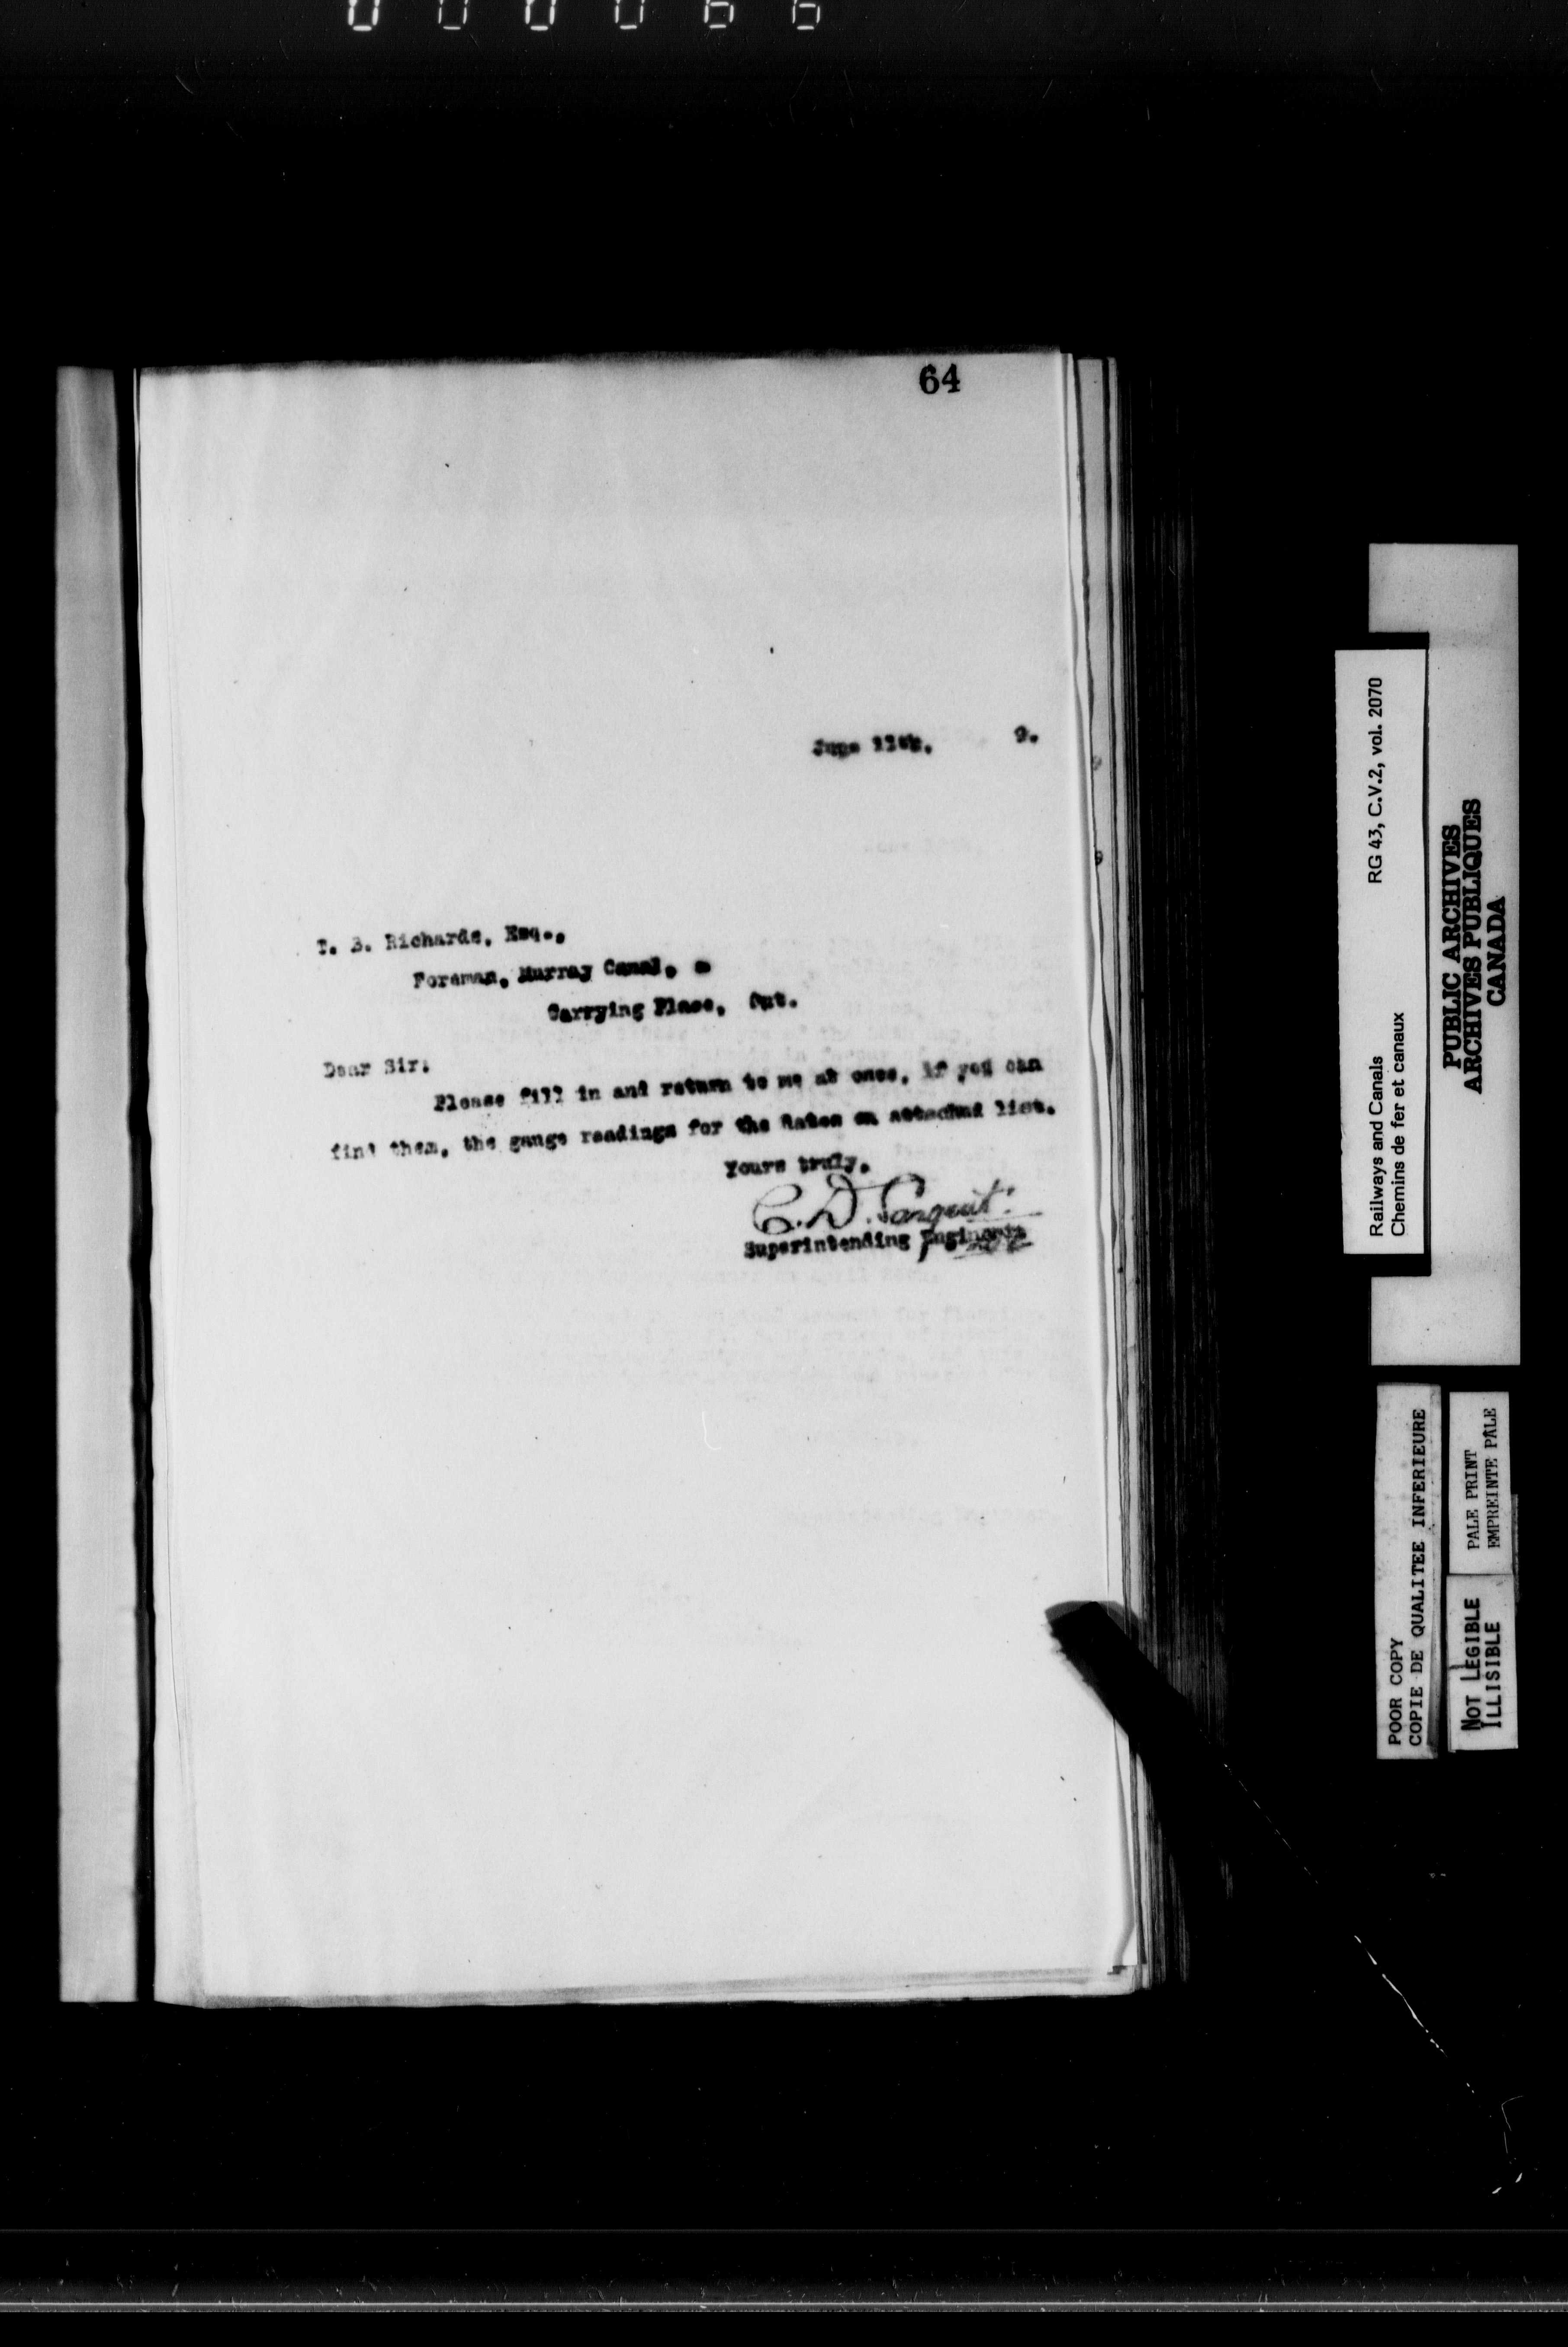 000066
64
June 11th, 9.
T. B. Richards, Esq.,
Foreman, Murray Canal,
Carrying Place, Ont.
Dear Sir:
Please fill in and return to me at once, if you can
find them, the gauge readings for the dates on attached list.
Yours truly,
C. D. Sargent
Superintending Engineer
Railways and Canals RG 43, C.V.2, vol. 2070
Chemins de fer et canaux
PUBLIC ARCHIVES
ARCHIVES PUBLIQUES
CANADA
POOR COPY
COPIE DE QUALITEE INFERIEURE
PALE PRINT
EMPREINTE PÂLE
NOT LEGIBLE
ILLISIBLE